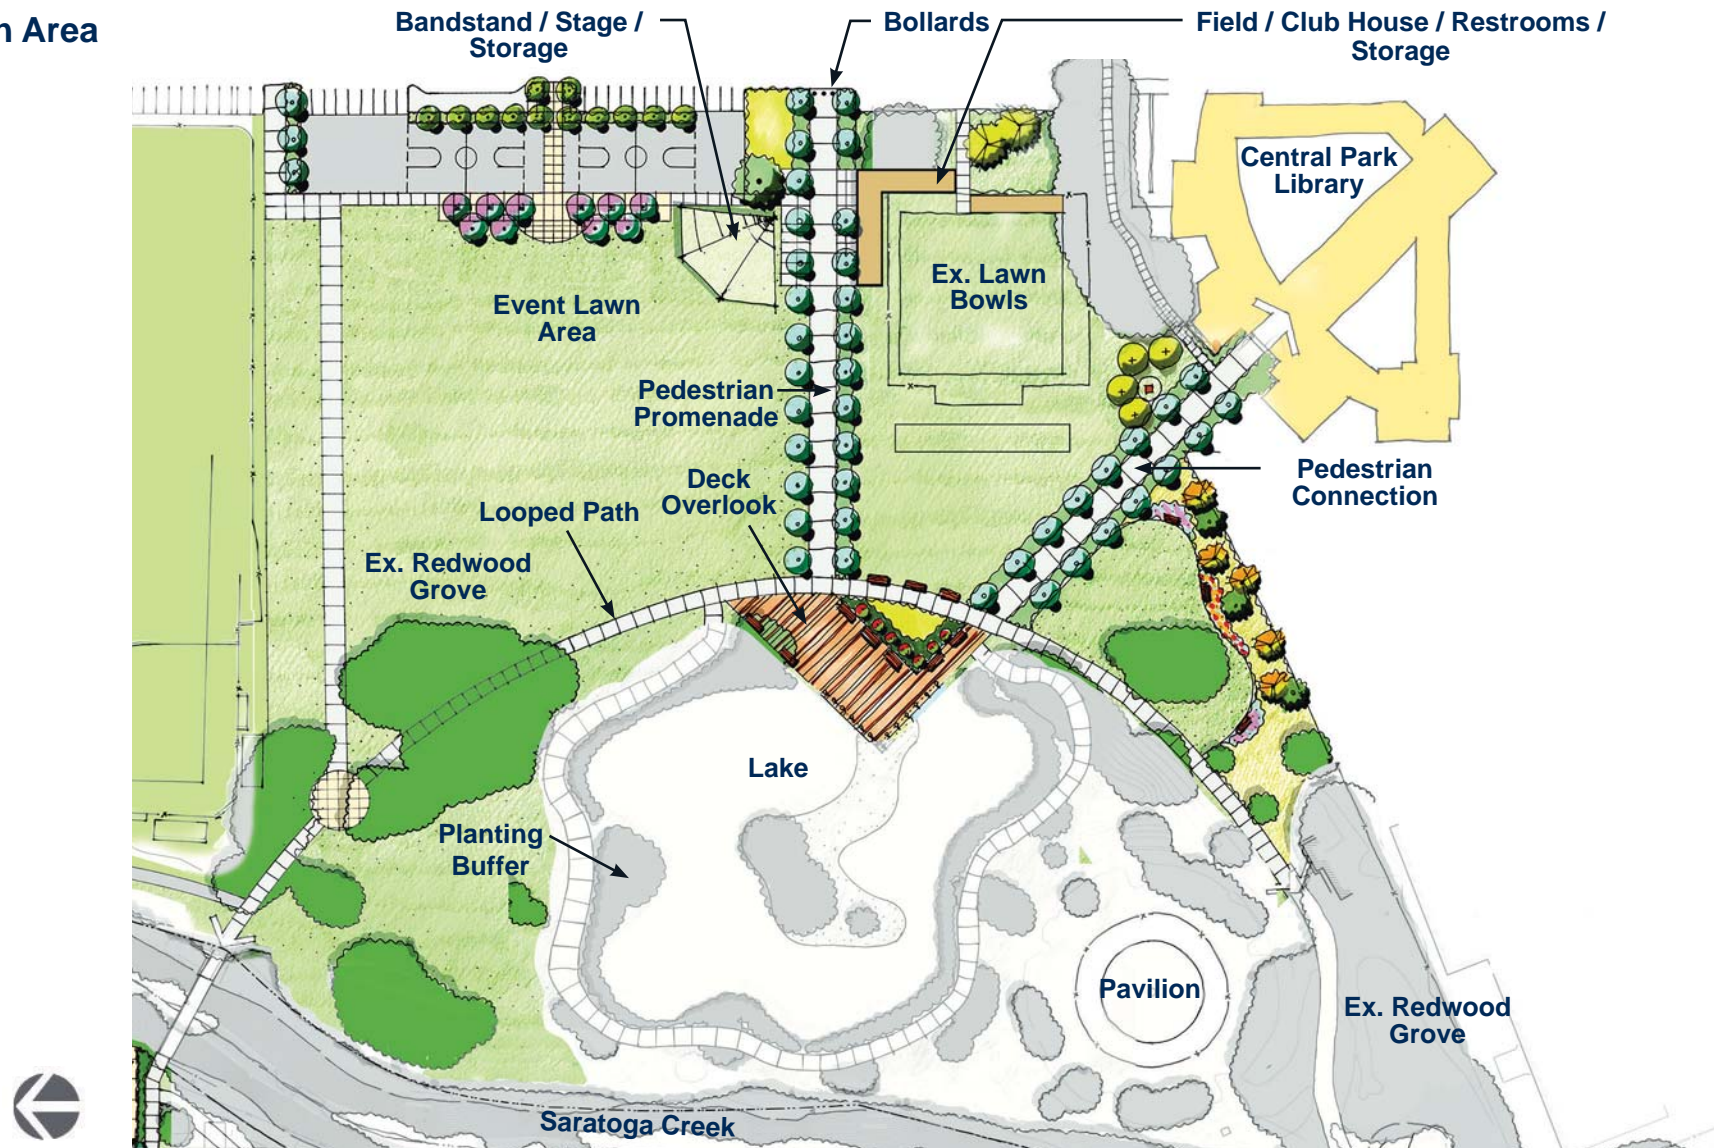 n Area
Bandstand / Stage /
Storage
Bollards
Field / Club House / Restrooms /
Storage
Central Park
Library
Ex. Lawn
Bowls
Event Lawn
Area
Pedestrian
Promenade
Deck
Overlook
Pedestrian
Connection
Looped Path
Ex. Redwood
Grove
Lake
Planting
Buffer
Pavilion
Ex. Redwood
Grove
Saratoga Creek